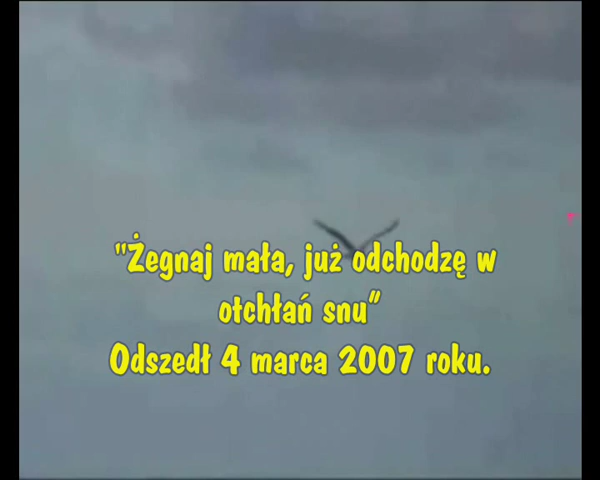 "Żegnaj mała, już odchodzę w
otchłań snu”
Odszedł 4 marca 2007 roku.